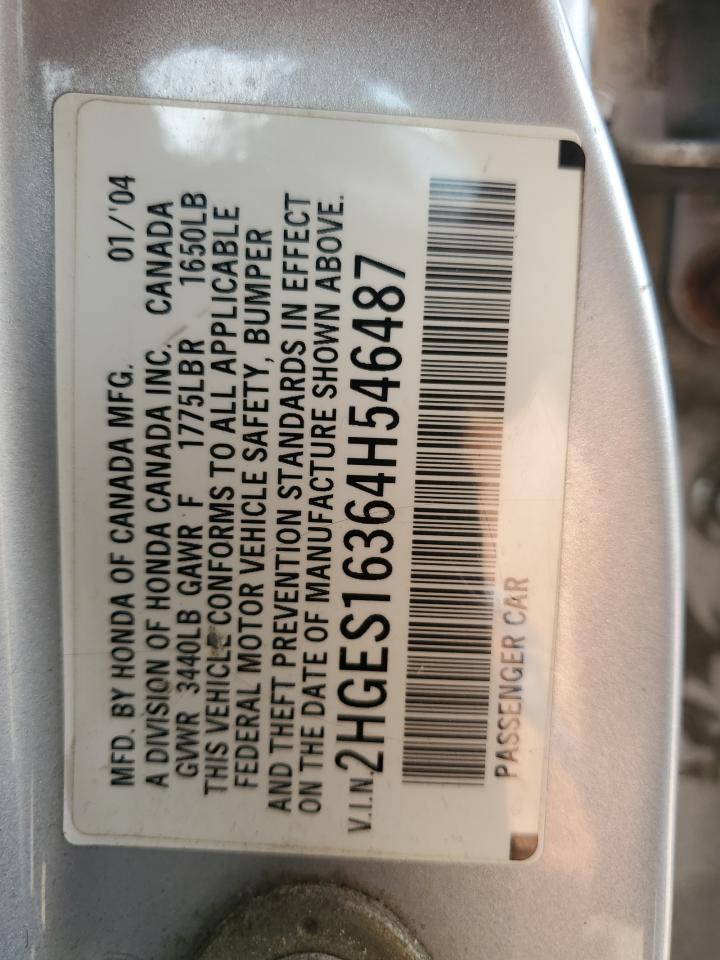 MFD. BY HONDA OF CANADA MFG. 01/'04
A DIVISION OF HONDA CANADA INC. CANADA
GVWR 3440LB GAWR F 1775LB R 1650LB
THIS VEHICLE CONFORMS TO ALL APPLICABLE
FEDERAL MOTOR VEHICLE SAFETY, BUMPER
AND THEFT PREVENTION STANDARDS IN EFFECT
ON THE DATE OF MANUFACTURE SHOWN ABOVE.
V.I.N. 2HGES16364H546487
PASSENGER CAR